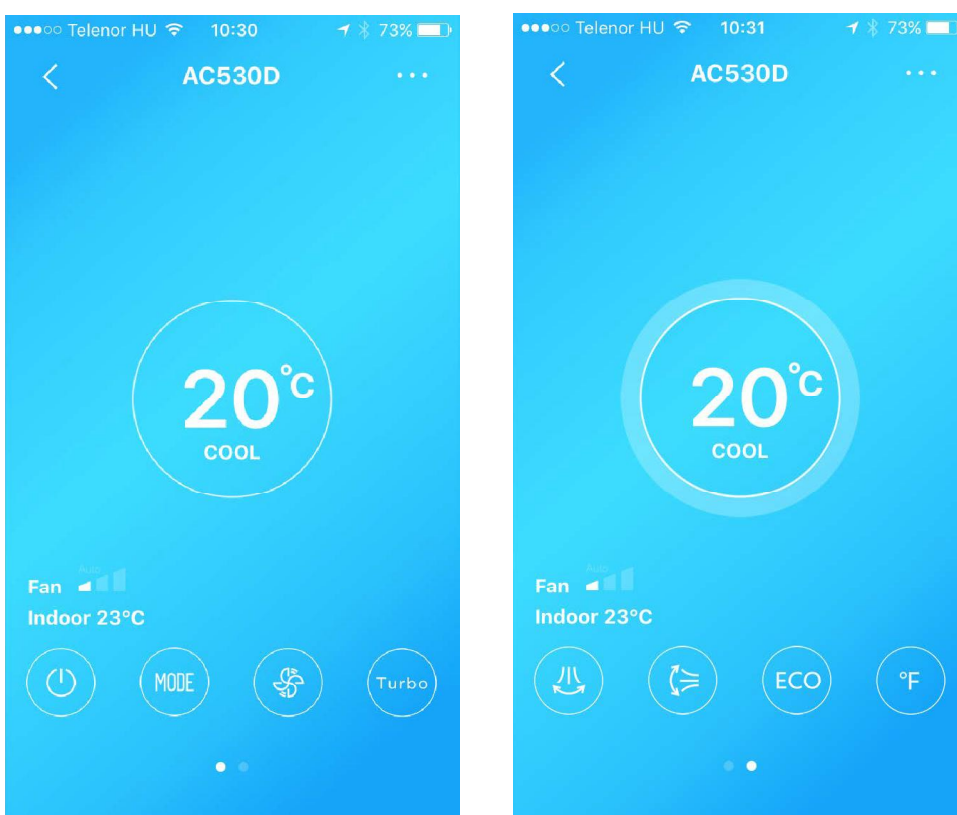 Telenor HU 10:30 73%
AC530D
20°C
COOL
Auto
Fan
Indoor 23°C
MODE
Turbo
Telenor HU 10:31 73%
AC530D
20°C
COOL
Auto
Fan
Indoor 23°C
ECO
°F